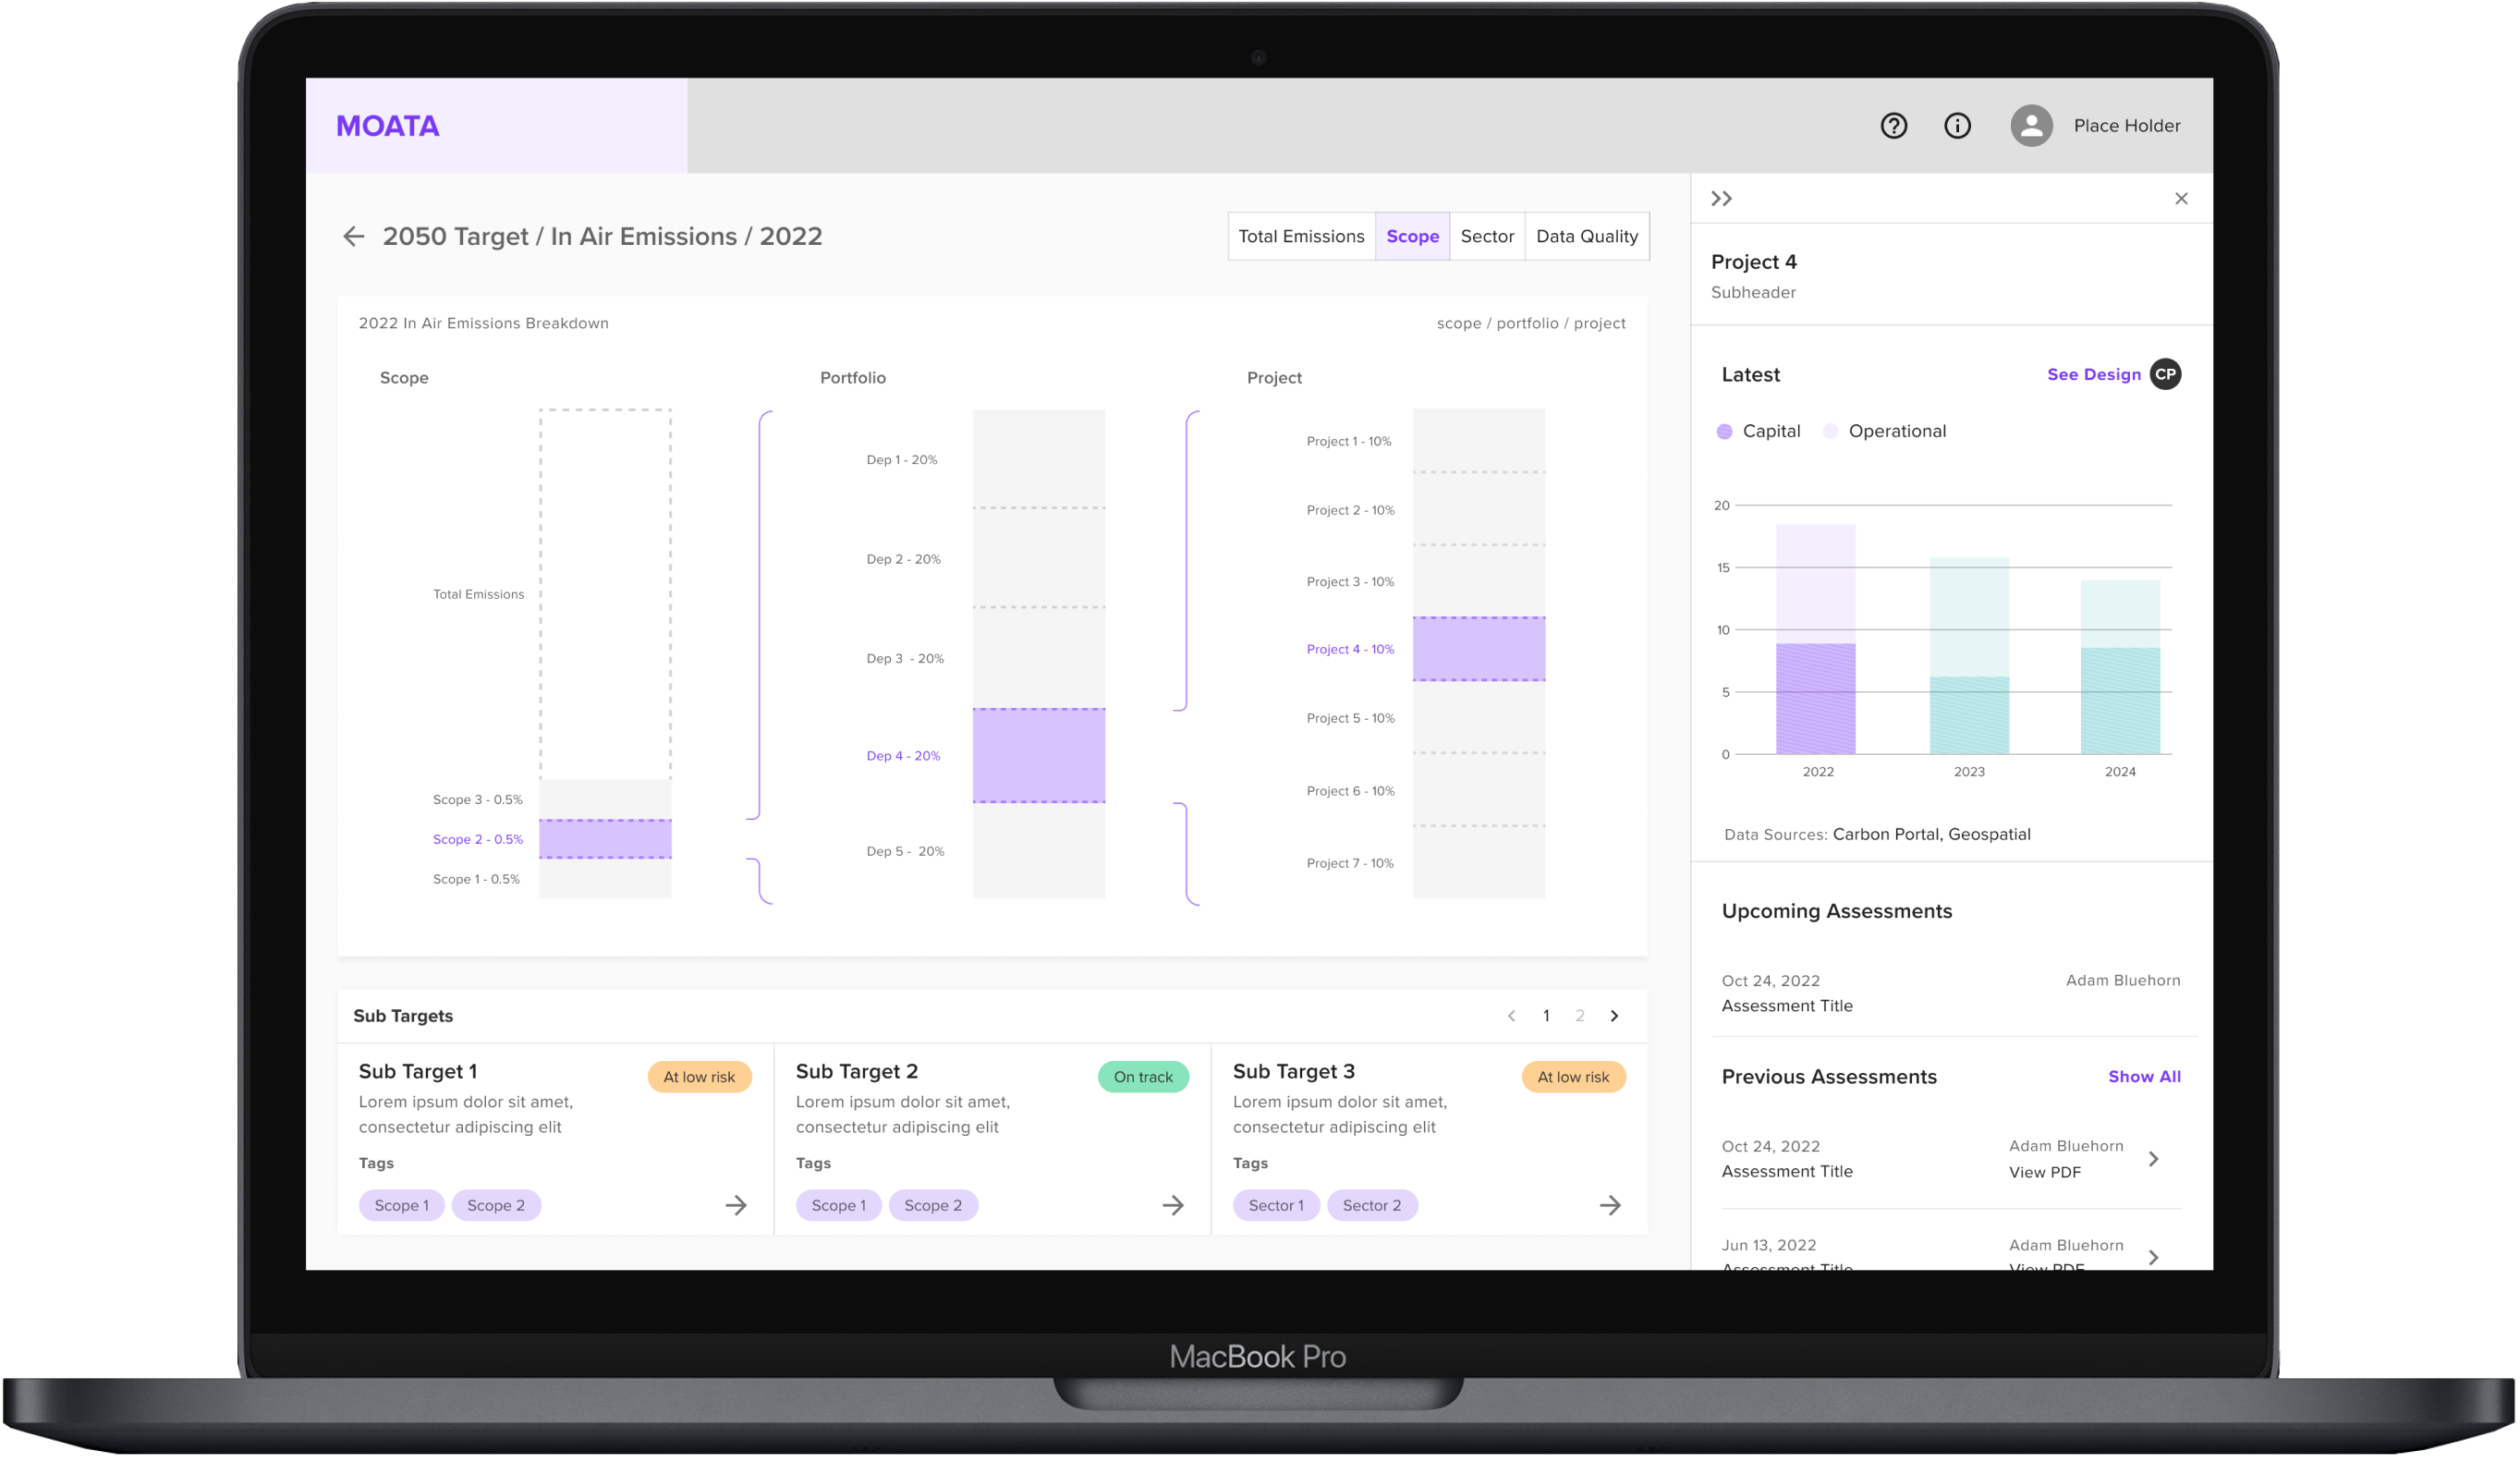 MOATA
Place Holder
2050 Target / In Air Emissions / 2022
Total Emissions
Scope
Sector
Data Quality
2022 In Air Emissions Breakdown
scope / portfolio / project
Scope
Portfolio
Project
Total Emissions
Scope 3 - 0.5%
Scope 2 - 0.5%
Scope 1 - 0.5%
Dep 1 - 20%
Dep 2 - 20%
Dep 3  - 20%
Dep 4 - 20%
Dep 5 -  20%
Project 1 - 10%
Project 2 - 10%
Project 3 - 10%
Project 4 - 10%
Project 5 - 10%
Project 6 - 10%
Project 7 - 10%
Sub Targets
1
2
Sub Target 1
At low risk
Lorem ipsum dolor sit amet,
consectetur adipiscing elit
Tags
Scope 1
Scope 2
Sub Target 2
On track
Lorem ipsum dolor sit amet,
consectetur adipiscing elit
Tags
Scope 1
Scope 2
Sub Target 3
At low risk
Lorem ipsum dolor sit amet,
consectetur adipiscing elit
Tags
Sector 1
Sector 2
Project 4
Subheader
Latest
See Design
CP
Capital
Operational
20
15
10
5
0
2022
2023
2024
Data Sources: Carbon Portal, Geospatial
Upcoming Assessments
Oct 24, 2022
Adam Bluehorn
Assessment Title
Previous Assessments
Show All
Oct 24, 2022
Adam Bluehorn
Assessment Title
View PDF
Jun 13, 2022
Adam Bluehorn
Assessment Title
View PDF
MacBook Pro